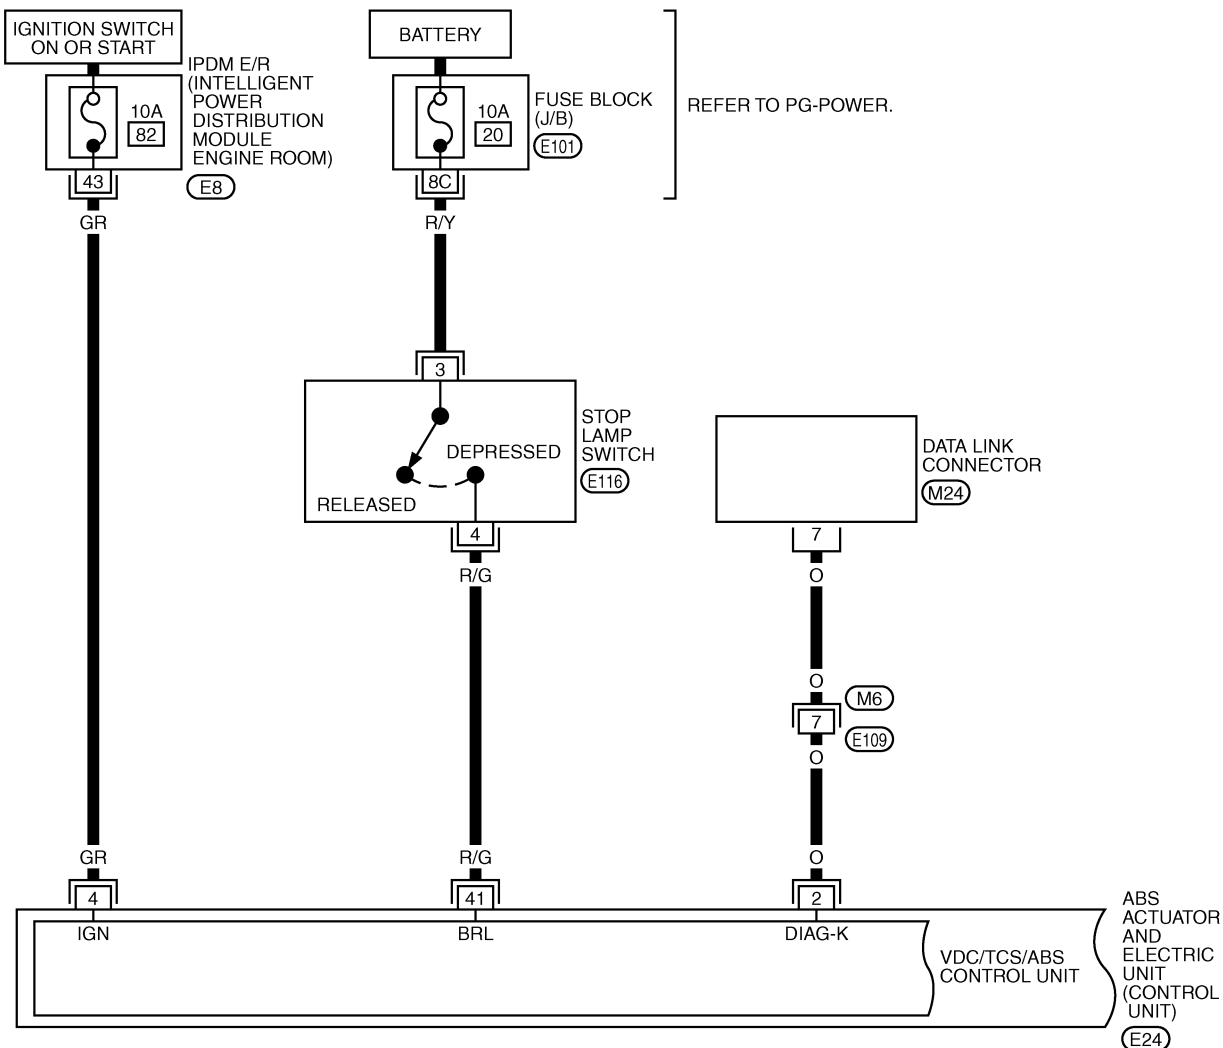 IGNITION SWITCH
ON OR START
BATTERY
IPDM E/R
(INTELLIGENT
POWER
DISTRIBUTION
MODULE
ENGINE ROOM)
E8
10A
82
43
GR
10A
20
FUSE BLOCK
(J/B)
E101
REFER TO PG-POWER.
8C
R/Y
3
DEPRESSED
RELEASED
STOP
LAMP
SWITCH
E116
4
R/G
DATA LINK
CONNECTOR
M24
7
O
O
M6
7
E109
O
GR
R/G
O
4
41
2
IGN
BRL
DIAG-K
VDC/TCS/ABS
CONTROL UNIT
ABS
ACTUATOR
AND
ELECTRIC
UNIT
(CONTROL
UNIT)
E24